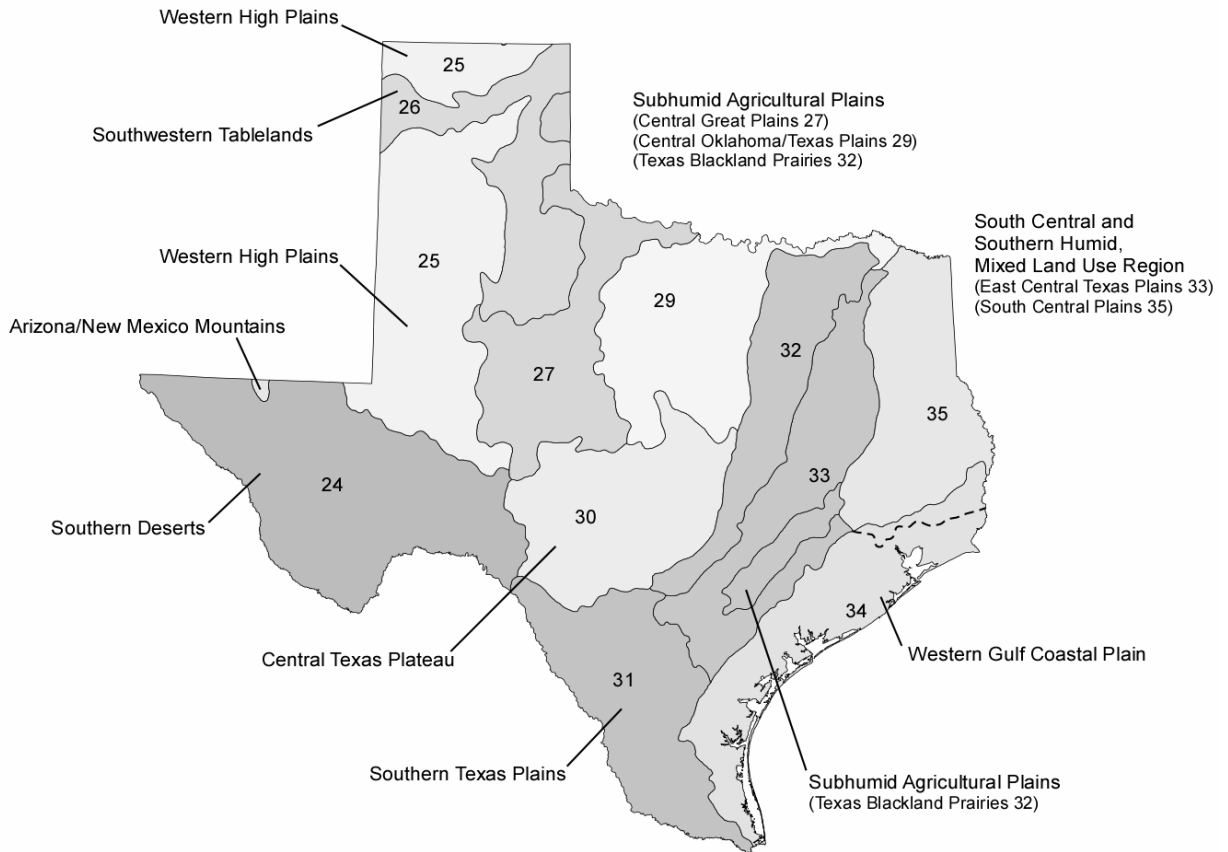 Western High Plains
25
26
Southwestern Tablelands
Subhumid Agricultural Plains
(Central Great Plains 27)
(Central Oklahoma/Texas Plains 29)
(Texas Blackland Prairies 32)
South Central and
Southern Humid,
Mixed Land Use Region
(East Central Texas Plains 33)
(South Central Plains 35)
Western High Plains
25
29
Arizona/New Mexico Mountains
32
27
35
33
24
30
Southern Deserts
34
Central Texas Plateau
Western Gulf Coastal Plain
31
Southern Texas Plains
Subhumid Agricultural Plains
(Texas Blackland Prairies 32)